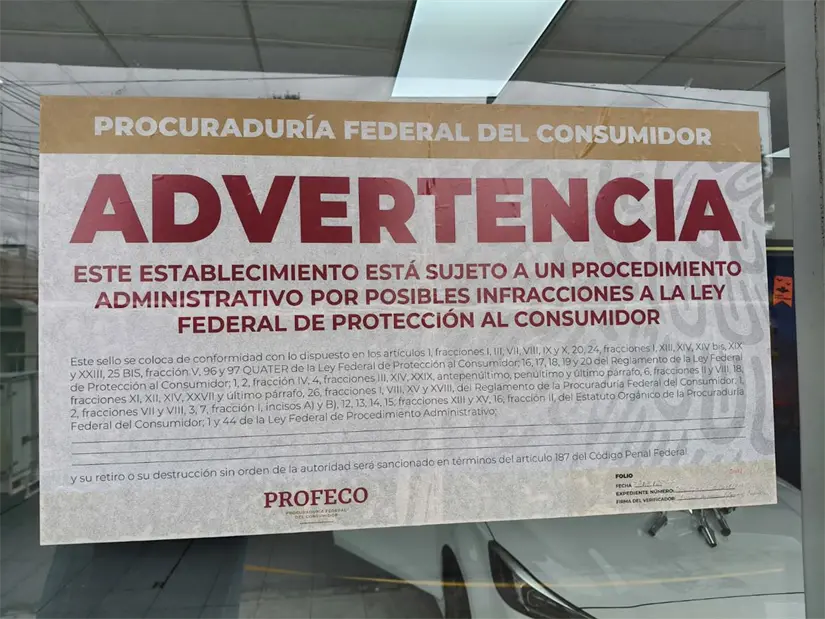 PROCURADURÍA FEDERAL DEL CONSUMIDOR
ADVERTENCIA
ESTE ESTABLECIMIENTO ESTÁ SUJETO A UN PROCEDIMIENTO
ADMINISTRATIVO POR POSIBLES INFRACCIONES A LA LEY
FEDERAL DE PROTECCIÓN AL CONSUMIDOR
Este sello se coloca de conformidad con lo dispuesto en los artículos 1, fracciones I, III, VII, VIII, IX y X, 20, 24, fracciones I, XIII, XIV, XIV bis, XIX
y XXIII, 25 BIS, fracción V, 96 y 97 QUATER de la Ley Federal de Protección al Consumidor; 16, 17, 18, 19 y 20 del Reglamento de la Ley Federal
de Protección al Consumidor; 1, 2, fracción IV, 4, fracciones III, XIV, XXIX, antepenúltimo, penúltimo y último párrafo, 6, fracciones II y VIII, 18,
fracciones XI, XII, XIV, XXVII y último párrafo, 26, fracciones I, VIII, XV y XVIII, del Reglamento de la Procuraduría Federal del Consumidor; 1,
2, fracciones VII y VIII, 3, 7, fracción I, incisos A) y B), 12, 13, 14, 15, fracciones XIII y XV, 16, fracción II, del Estatuto Orgánico de la Procuraduría
Federal del Consumidor; 1 y 44 de la Ley Federal de Procedimiento Administrativo;
y su retiro o su destrucción sin orden de la autoridad será sancionado en términos del artículo 187 del Código Penal Federal
PROFECO
PROCURADURÍA FEDERAL
DEL CONSUMIDOR
FOLIO
FECHA
EXPEDIENTE NÚMERO:
FIRMA DEL VERIFICADOR: